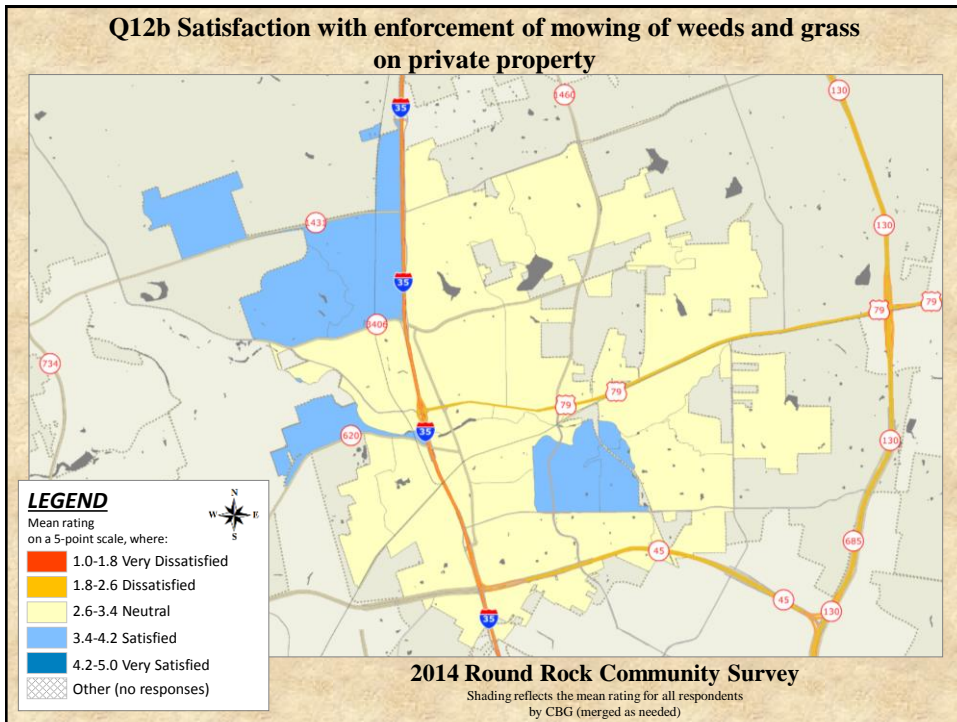 Q12b Satisfaction with enforcement of mowing of weeds and grass
on private property
35
1460
130
1431
130
35
79
79
3406
734
79
79
35
620
130
45
685
45
130
35
LEGEND
Mean rating
on a 5-point scale, where:
N
W E
S
1.0-1.8 Very Dissatisfied
1.8-2.6 Dissatisfied
2.6-3.4 Neutral
3.4-4.2 Satisfied
4.2-5.0 Very Satisfied
Other (no responses)
2014 Round Rock Community Survey
Shading reflects the mean rating for all respondents
by CBG (merged as needed)